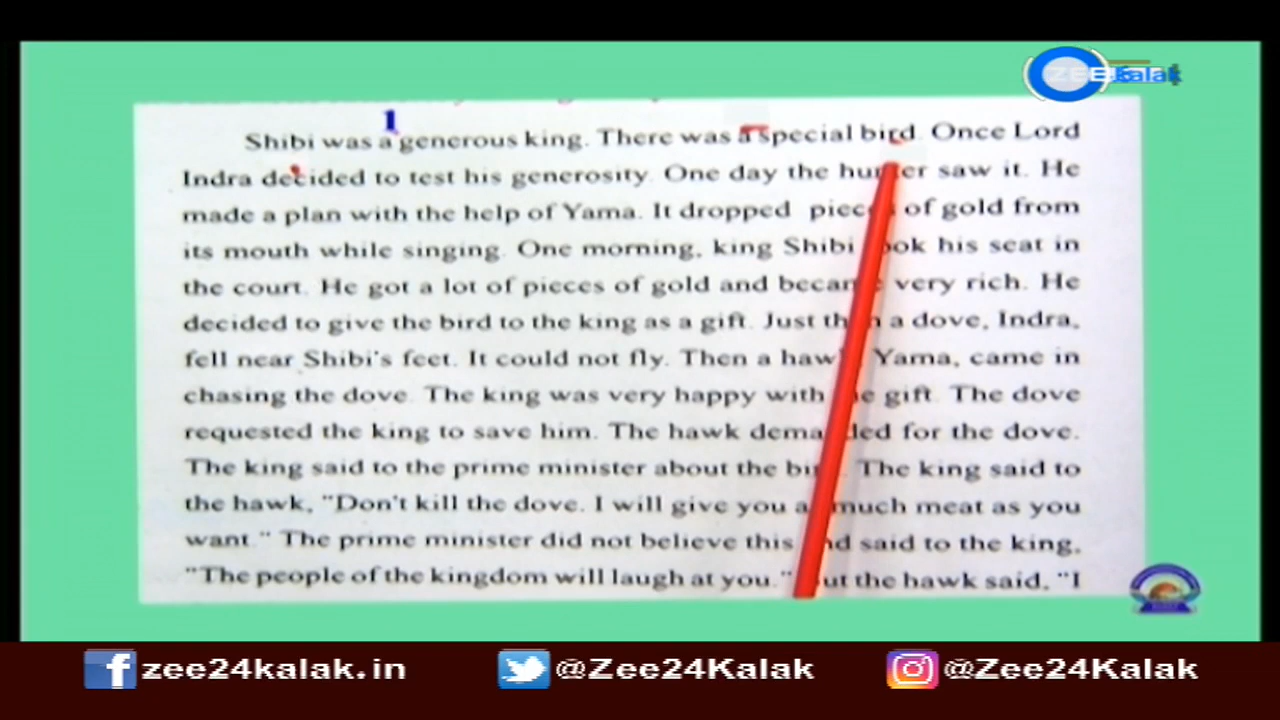 ZEE
Kalak
1
Shibi was a generous king. There was a special bird. Once Lord
Indra decided to test his generosity. One day the hunter saw it. He
made a plan with the help of Yama. It dropped pieces of gold from
its mouth while singing. One morning, king Shibi took his seat in
the court. He got a lot of pieces of gold and became very rich. He
decided to give the bird to the king as a gift. Just then a dove, Indra,
fell near Shibi's feet. It could not fly. Then a hawk, Yama, came in
chasing the dove. The king was very happy with the gift. The dove
requested the king to save him. The hawk demanded for the dove.
The king said to the prime minister about the bird. The king said to
the hawk, "Don't kill the dove. I will give you as much meat as you
want." The prime minister did not believe this and said to the king,
"The people of the kingdom will laugh at you." But the hawk said, "I
zee24kalak.in @Zee24Kalak @Zee24Kalak